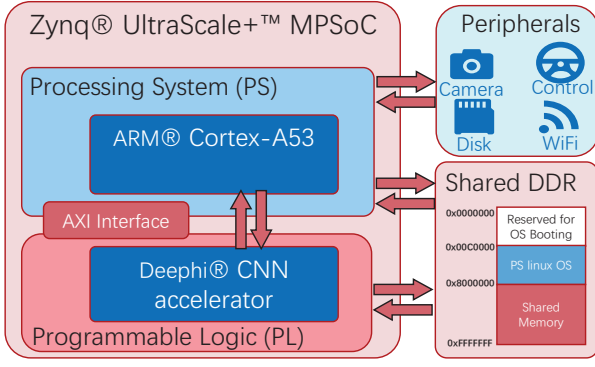 Zynq® UltraScale+™ MPSoC
Processing System (PS)
ARM® Cortex-A53
AXI Interface
Deephi® CNN
accelerator
Programmable Logic (PL)
Peripherals
Camera
Control
Disk
WiFi
Shared DDR
0x0000000
Reserved for
OS Booting
0x00C0000
PS linux OS
0x8000000
Shared
Memory
0xFFFFFFF